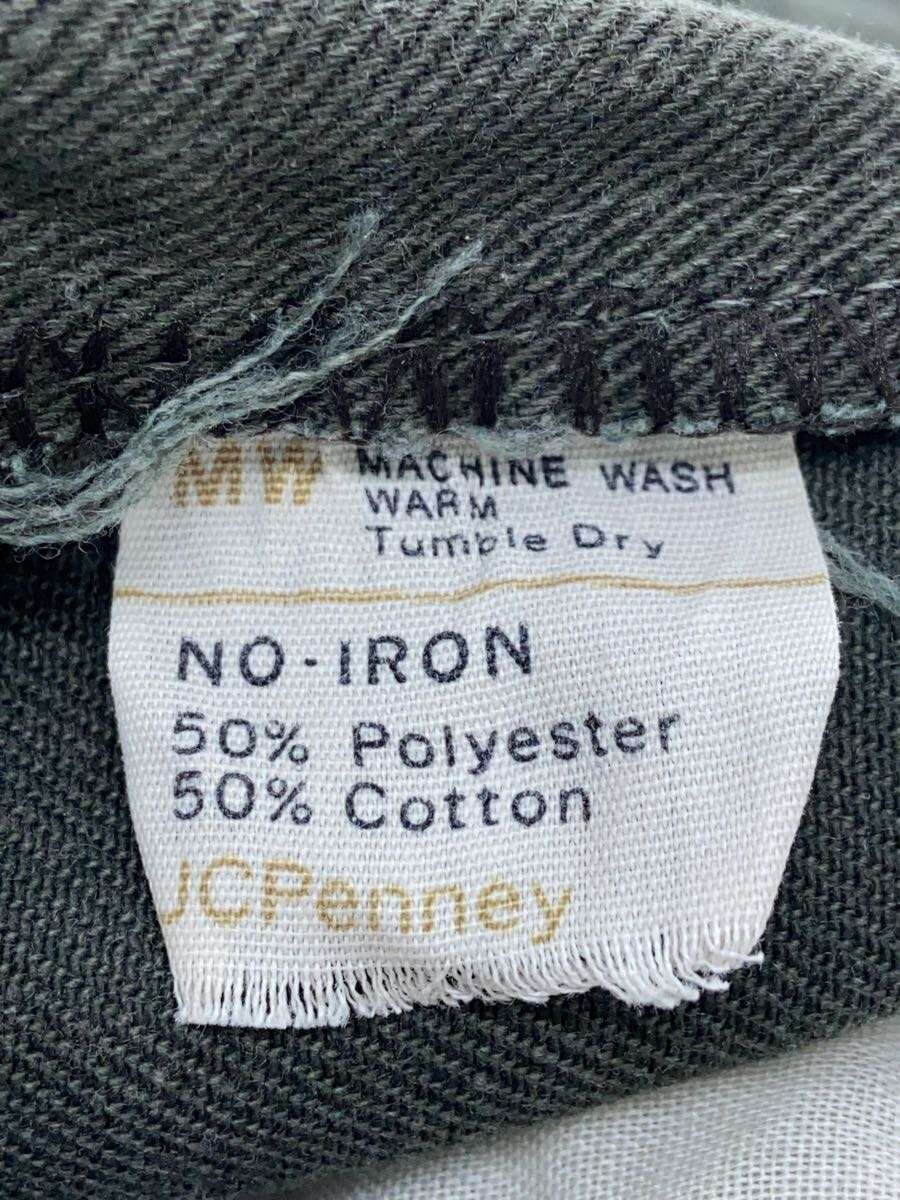 MW MACHINE WASH
WARM
Tumble Dry
NO-IRON
50% Polyester
50% Cotton
JCPenney